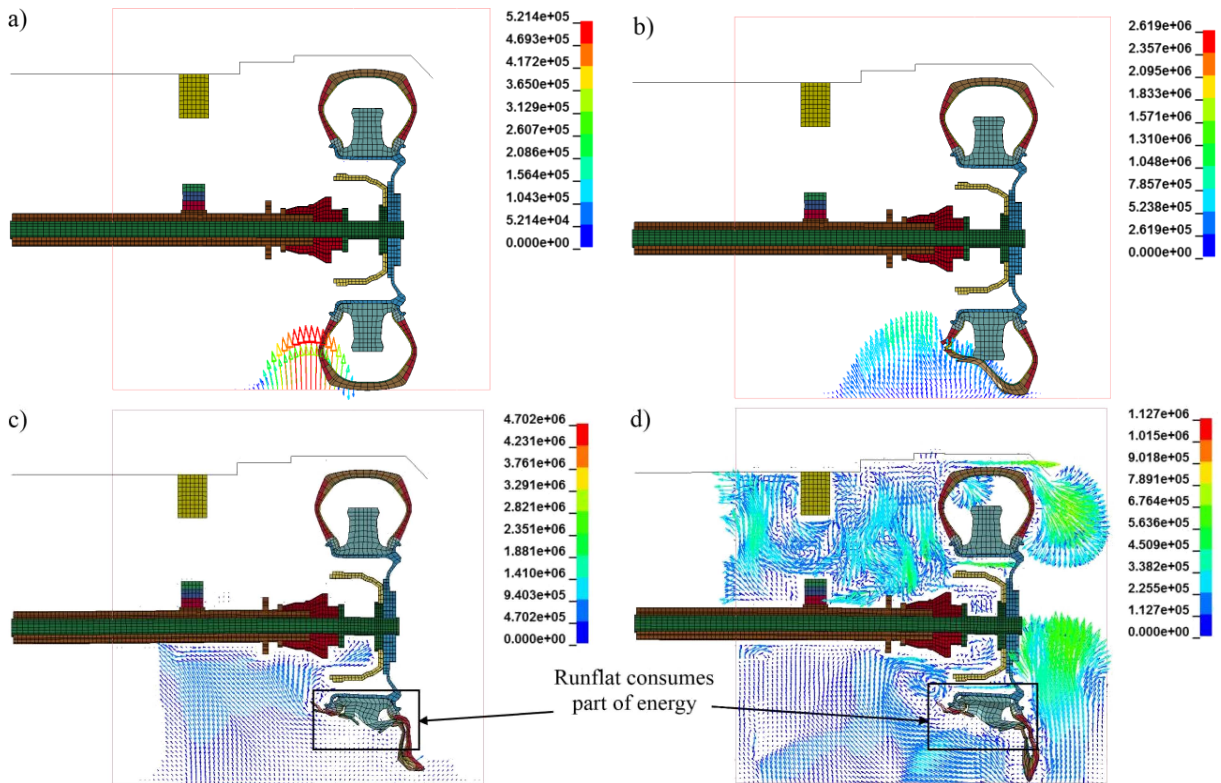 a)
5.214e+05
4.693e+05
4.172e+05
3.650e+05
3.129e+05
2.607e+05
2.086e+05
1.564e+05
1.043e+05
5.214e+04
0.000e+00
b)
2.619e+06
2.357e+06
2.095e+06
1.833e+06
1.571e+06
1.310e+06
1.048e+06
7.857e+05
5.238e+05
2.619e+05
0.000e+00
c)
4.702e+06
4.231e+06
3.761e+06
3.291e+06
2.821e+06
2.351e+06
1.881e+06
1.410e+06
9.403e+05
4.702e+05
0.000e+00
d)
1.127e+06
1.015e+06
9.018e+05
7.891e+05
6.764e+05
5.636e+05
4.509e+05
3.382e+05
2.255e+05
1.127e+05
0.000e+00
Runflat consumes
part of energy